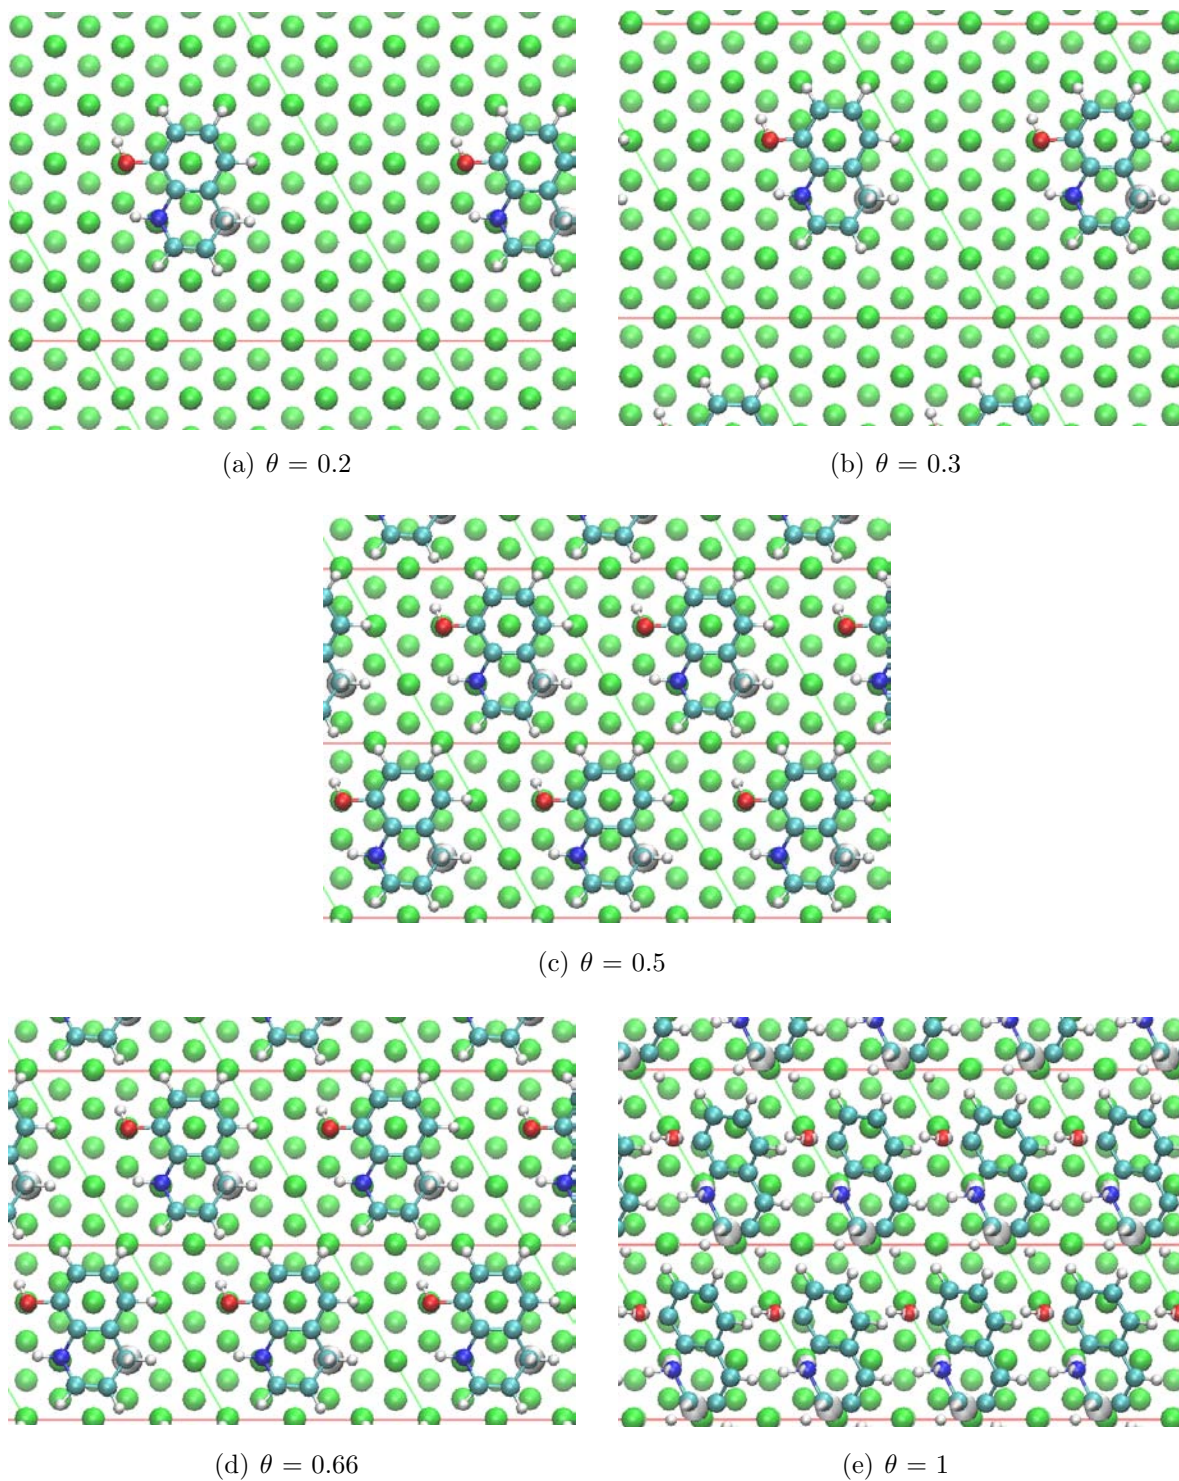 (a) θ = 0.2
(b) θ = 0.3
(c) θ = 0.5
(d) θ = 0.66
(e) θ = 1